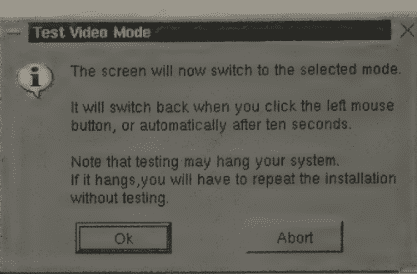 Test Video Mode
The screen will now switch to the selected mode.
It will switch back when you click the left mouse
button, or automatically after ten seconds.
Note that testing may hang your system.
If it hangs,you will have to repeat the installation
without testing.
Ok
Abort